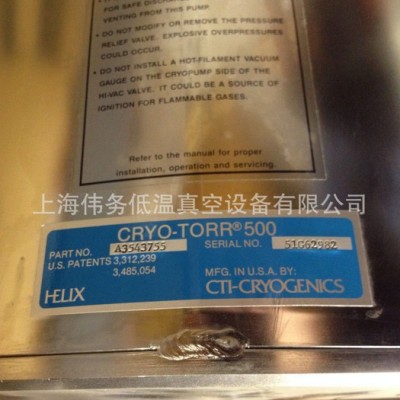 FOR SAFE
VENTING FROM THIS PUMP.
• DO NOT MODIFY OR REMOVE THE PRESSURE
RELIEF VALVE. EXPLOSIVE OVERPRESSURES
COULD OCCUR.
• DO NOT INSTALL A HOT-FILAMENT VACUUM
GAUGE ON THE CRYOPUMP SIDE OF THE
HI-VAC VALVE. IT COULD BE A SOURCE OF
IGNITION FOR FLAMMABLE GASES.
Refer to the manual for proper
installation, operation and servicing.
上海伟务低温真空设备有限公司
CRYO-TORR® 500
PART NO. A3543755 SERIAL NO. 51G62982
U.S. PATENTS 3,312,239
3,485,054
MFG. IN U.S.A. BY:
HELIX CTI-CRYOGENICS